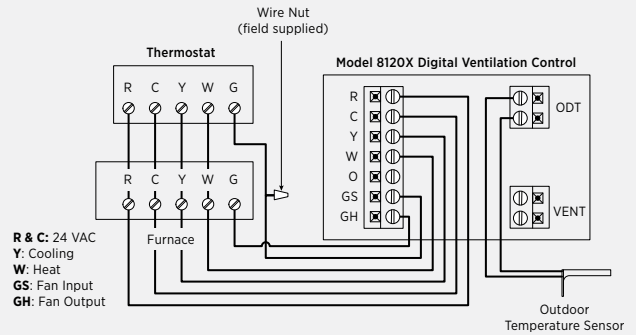 Wire Nut
(field supplied)
Thermostat
R C Y W G
Model 8120X Digital Ventilation Control
R
C
Y
W
O
GS
GH
ODT
VENT
R C Y W G
Furnace
R & C: 24 VAC
Y: Cooling
W: Heat
GS: Fan Input
GH: Fan Output
Outdoor
Temperature Sensor